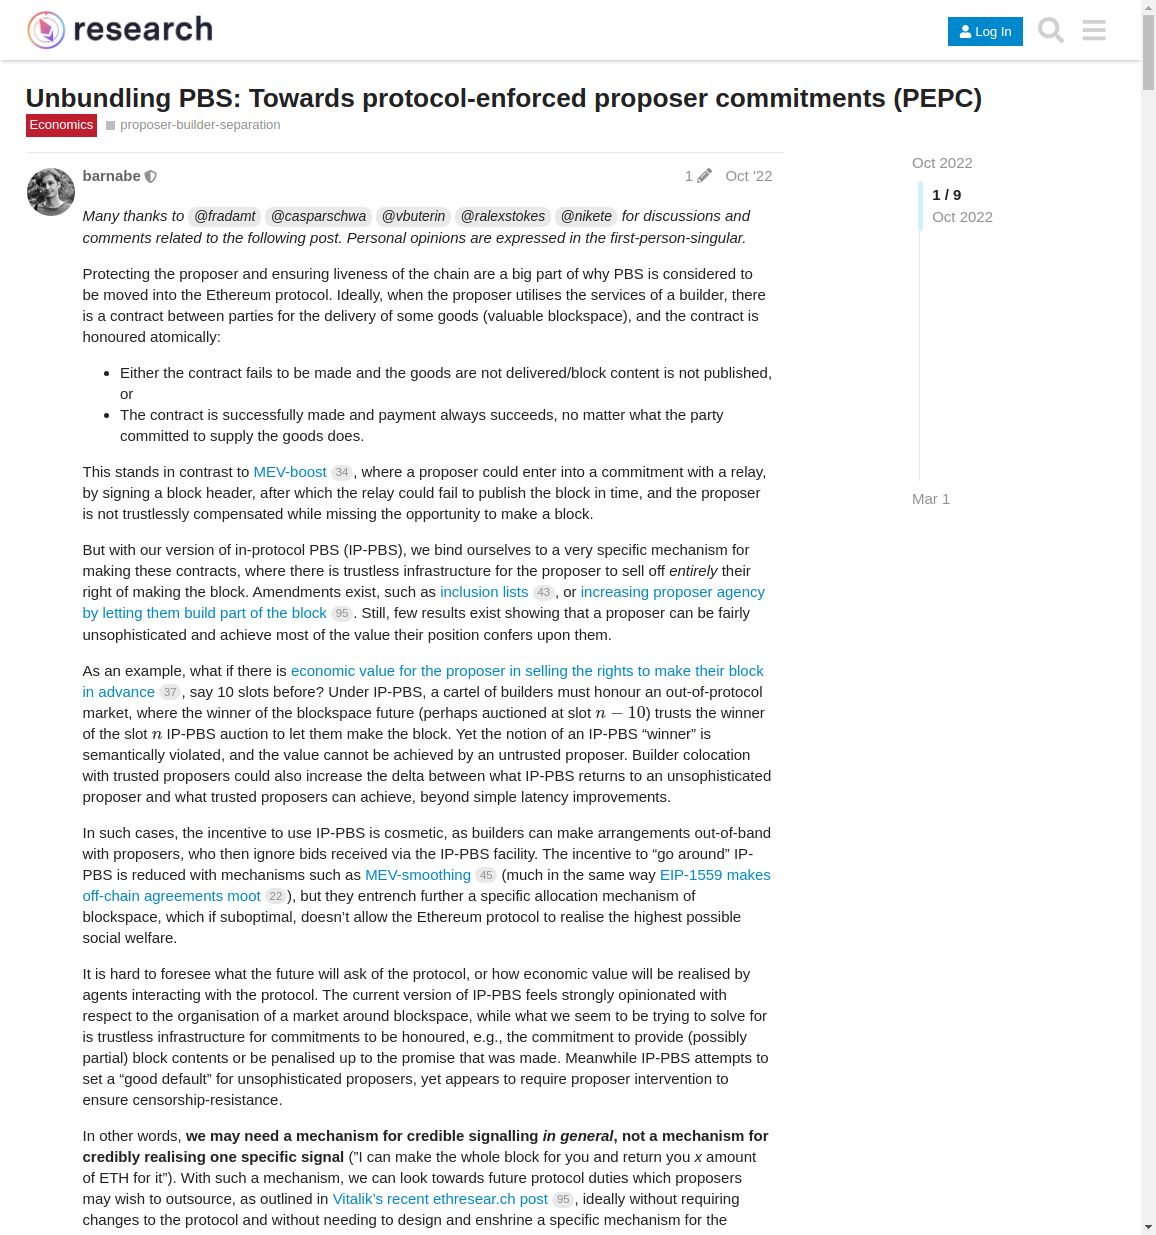 research
Log In
Unbundling PBS: Towards protocol-enforced proposer commitments (PEPC)
Economics proposer-builder-separation
barnabe 1 Oct '22
Many thanks to @fradamt @casparschwa @vbuterin @ralexstokes @nikete for discussions and
comments related to the following post. Personal opinions are expressed in the first-person-singular.
Protecting the proposer and ensuring liveness of the chain are a big part of why PBS is considered to
be moved into the Ethereum protocol. Ideally, when the proposer utilises the services of a builder, there
is a contract between parties for the delivery of some goods (valuable blockspace), and the contract is
honoured atomically:
• Either the contract fails to be made and the goods are not delivered/block content is not published,
or
• The contract is successfully made and payment always succeeds, no matter what the party
committed to supply the goods does.
This stands in contrast to MEV-boost 34, where a proposer could enter into a commitment with a relay,
by signing a block header, after which the relay could fail to publish the block in time, and the proposer
is not trustlessly compensated while missing the opportunity to make a block.
But with our version of in-protocol PBS (IP-PBS), we bind ourselves to a very specific mechanism for
making these contracts, where there is trustless infrastructure for the proposer to sell off entirely their
right of making the block. Amendments exist, such as inclusion lists 43, or increasing proposer agency
by letting them build part of the block 95. Still, few results exist showing that a proposer can be fairly
unsophisticated and achieve most of the value their position confers upon them.
As an example, what if there is economic value for the proposer in selling the rights to make their block
in advance 37, say 10 slots before? Under IP-PBS, a cartel of builders must honour an out-of-protocol
market, where the winner of the blockspace future (perhaps auctioned at slot n − 10) trusts the winner
of the slot n IP-PBS auction to let them make the block. Yet the notion of an IP-PBS “winner” is
semantically violated, and the value cannot be achieved by an untrusted proposer. Builder colocation
with trusted proposers could also increase the delta between what IP-PBS returns to an unsophisticated
proposer and what trusted proposers can achieve, beyond simple latency improvements.
In such cases, the incentive to use IP-PBS is cosmetic, as builders can make arrangements out-of-band
with proposers, who then ignore bids received via the IP-PBS facility. The incentive to “go around” IP-
PBS is reduced with mechanisms such as MEV-smoothing 45 (much in the same way EIP-1559 makes
off-chain agreements moot 22), but they entrench further a specific allocation mechanism of
blockspace, which if suboptimal, doesn’t allow the Ethereum protocol to realise the highest possible
social welfare.
It is hard to foresee what the future will ask of the protocol, or how economic value will be realised by
agents interacting with the protocol. The current version of IP-PBS feels strongly opinionated with
respect to the organisation of a market around blockspace, while what we seem to be trying to solve for
is trustless infrastructure for commitments to be honoured, e.g., the commitment to provide (possibly
partial) block contents or be penalised up to the promise that was made. Meanwhile IP-PBS attempts to
set a “good default” for unsophisticated proposers, yet appears to require proposer intervention to
ensure censorship-resistance.
In other words, we may need a mechanism for credible signalling in general, not a mechanism for
credibly realising one specific signal (”I can make the whole block for you and return you x amount
of ETH for it”). With such a mechanism, we can look towards future protocol duties which proposers
may wish to outsource, as outlined in Vitalik’s recent ethresear.ch post 95, ideally without requiring
changes to the protocol and without needing to design and enshrine a specific mechanism for the
Oct 2022
1 / 9
Oct 2022
Mar 1